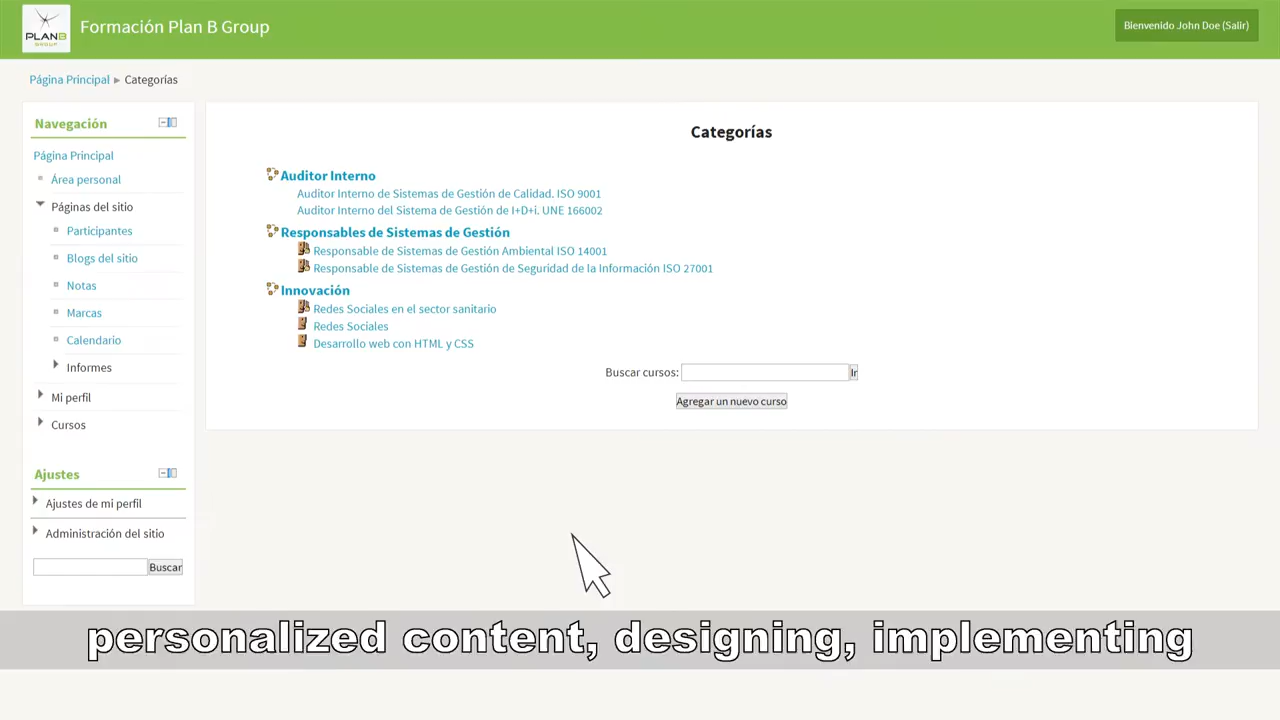 PLANB
GROUP
Formación Plan B Group
Bienvenido John Doe (Salir)
Página Principal ► Categorías
Navegación
Página Principal
Área personal
Páginas del sitio
Participantes
Blogs del sitio
Notas
Marcas
Calendario
Informes
Mi perfil
Cursos
Ajustes
Ajustes de mi perfil
Administración del sitio
Buscar
Categorías
Auditor Interno
Auditor Interno de Sistemas de Gestión de Calidad. ISO 9001
Auditor Interno del Sistema de Gestión de I+D+i. UNE 166002
Responsables de Sistemas de Gestión
Responsable de Sistemas de Gestión Ambiental ISO 14001
Responsable de Sistemas de Gestión de Seguridad de la Información ISO 27001
Innovación
Redes Sociales en el sector sanitario
Redes Sociales
Desarrollo web con HTML y CSS
Buscar cursos: Ir
Agregar un nuevo curso
personalized content, designing, implementing